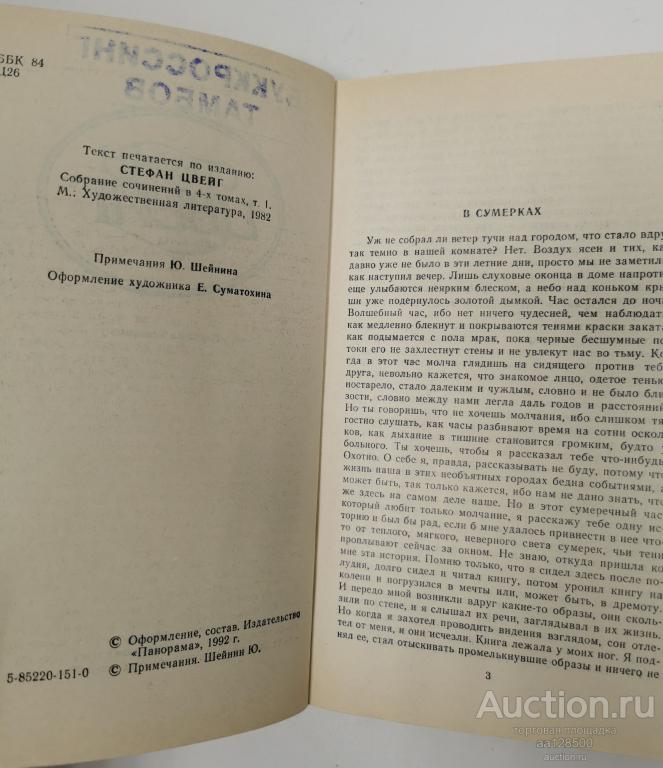 БУККРОССИНГ
ТАМБОВ
ББК 84
Ц26
Текст печатается по изданию:
СТЕФАН ЦВЕЙГ
Собрание сочинений в 4-х томах, т. 1.
М.: Художественная литература, 1982
Примечания Ю. Шейнина
Оформление художника Е. Суматохина
© Оформление, состав. Издательство
«Панорама», 1992 г.
© Примечания. Шейнин Ю.
5-85220-151-0
В СУМЕРКАХ
Уж не собрал ли ветер тучи над городом, что стало вдру
так темно в нашей комнате? Нет. Воздух ясен и тих, ка
давно уже не было в эти летние дни, просто мы не заметил
как наступил вечер. Лишь слуховые оконца в доме напроти
еще улыбаются неярким блеском, а небо над коньком кры
ши уже подернулось золотой дымкой. Час остался до ночи
Волшебный час, ибо нет ничего чудесней, чем наблюдат
как медленно блекнут и покрываются тенями краски заката
как подымается с пола мрак, пока черные бесшумные по
токи его не захлестнут стены и не увлекут нас во тьму. Ко
гда в этот час молча глядишь на сидящего против теб
друга, невольно кажется, что знакомое лицо, одетое тенью
постарело, стало далеким и чуждым, словно и не было бли
зости, словно между нами легла даль годов и расстояний
Но ты говоришь, что не хочешь молчания, ибо слишком тя
гостно слушать, как часы разбивают время на сотни оскол
ков, как дыхание в тишине становится громким, будто у
больного. Ты хочешь, чтобы я рассказал тебе что-нибудь
Охотно. О себе я, правда, рассказывать не буду, потому чт
жизнь наша в этих необъятных городах бедна событиями, а
может быть, так только кажется, ибо нам не дано знать, чт
же здесь на самом деле наше. Но в этот сумеречный час
который любит только молчание, я расскажу тебе одну ис
торию и был бы рад, если б мне удалось привнести в нее что
то от теплого, мягкого, неверного света сумерек, чьи тени
проплывают сейчас за окном. Не знаю, откуда пришла ко
мне эта история. Помню только, что я сидел здесь после по
лудня, долго сидел и читал книгу, потом уронил книгу на
колени и погрузился в мечты или, может быть, в дремоту.
И передо мной возникли вдруг какие-то образы, они сколь
зили по стене, и я слышал их речи, заглядывал в их жизнь.
Но когда я захотел проводить видения взглядом, сон отле
тел от меня, и они исчезли. Книга лежала у моих ног. Я под
нял ее, стал отыскивать промелькнувшие образы и ничего не
3
Auction.ru
торговая площадка
aa128500
auction.ru